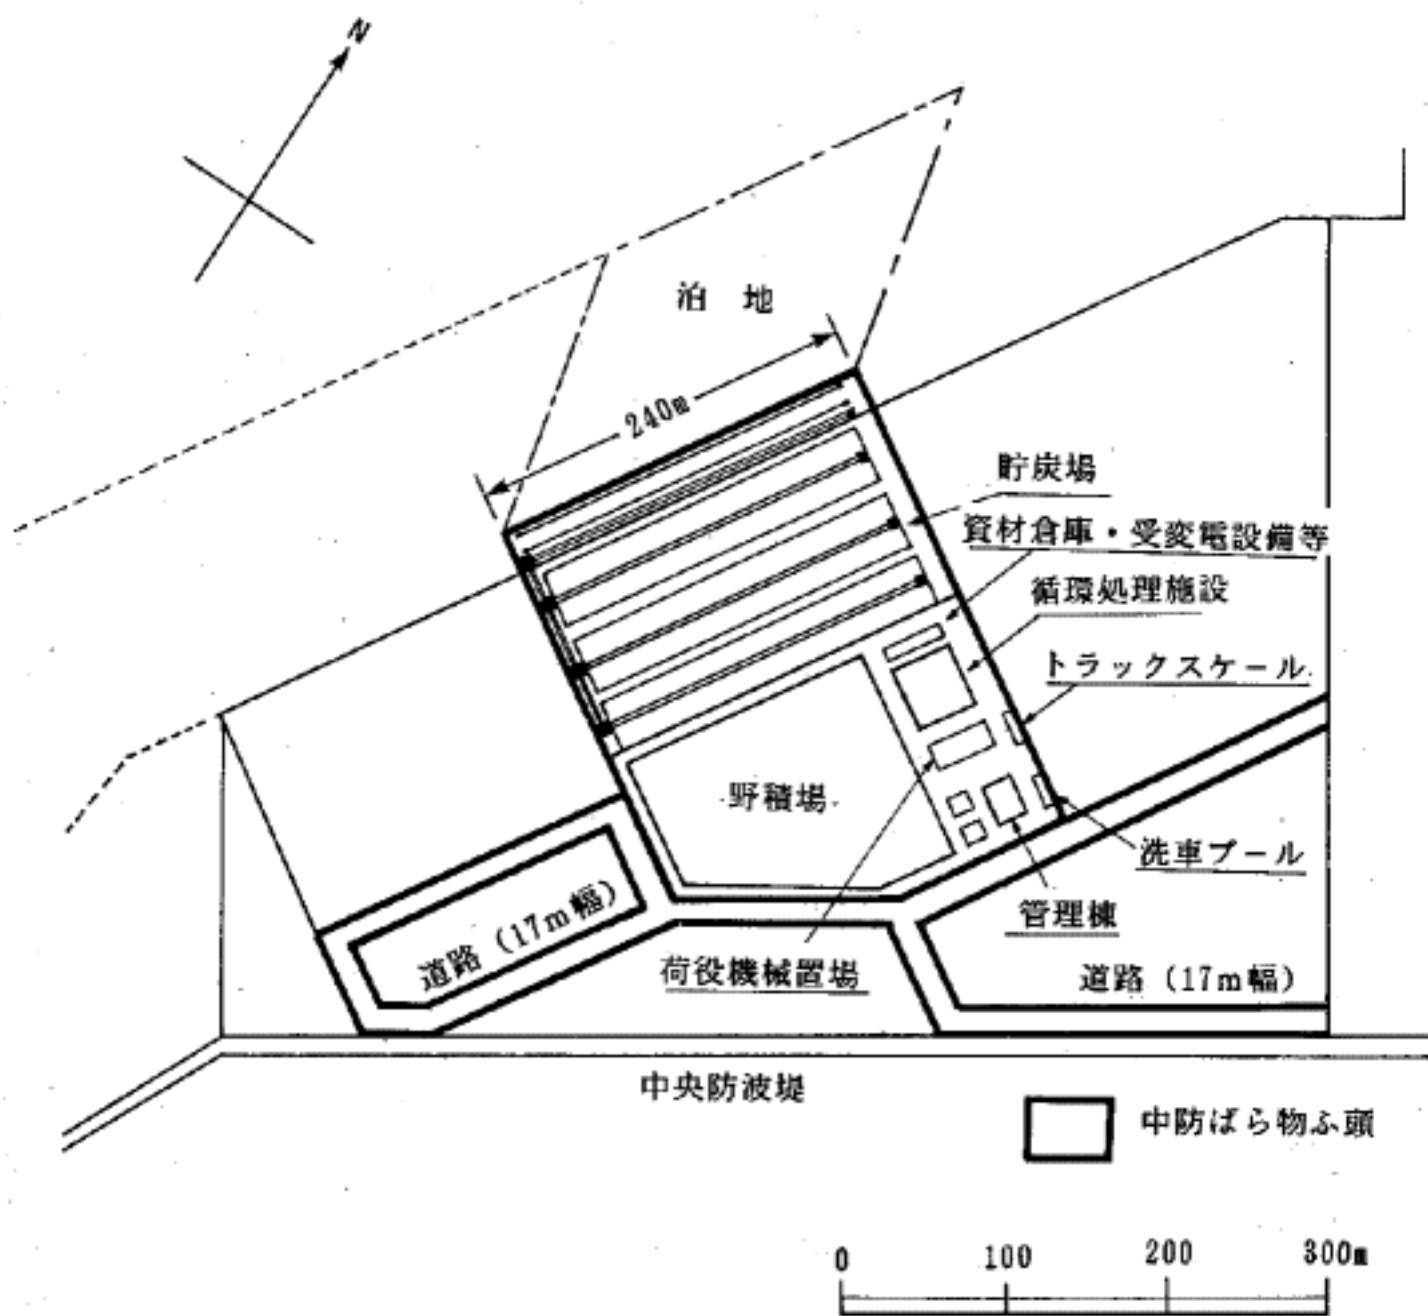 N
泊 地
240m
貯炭場
資材倉庫・受変電設備等
循環処理施設
トラックスケール
野積場
洗車プール
道路（17m幅）
管理棟
荷役機械置場
道路（17m幅）
中央防波堤
中防ばら物ふ頭
0 100 200 300m